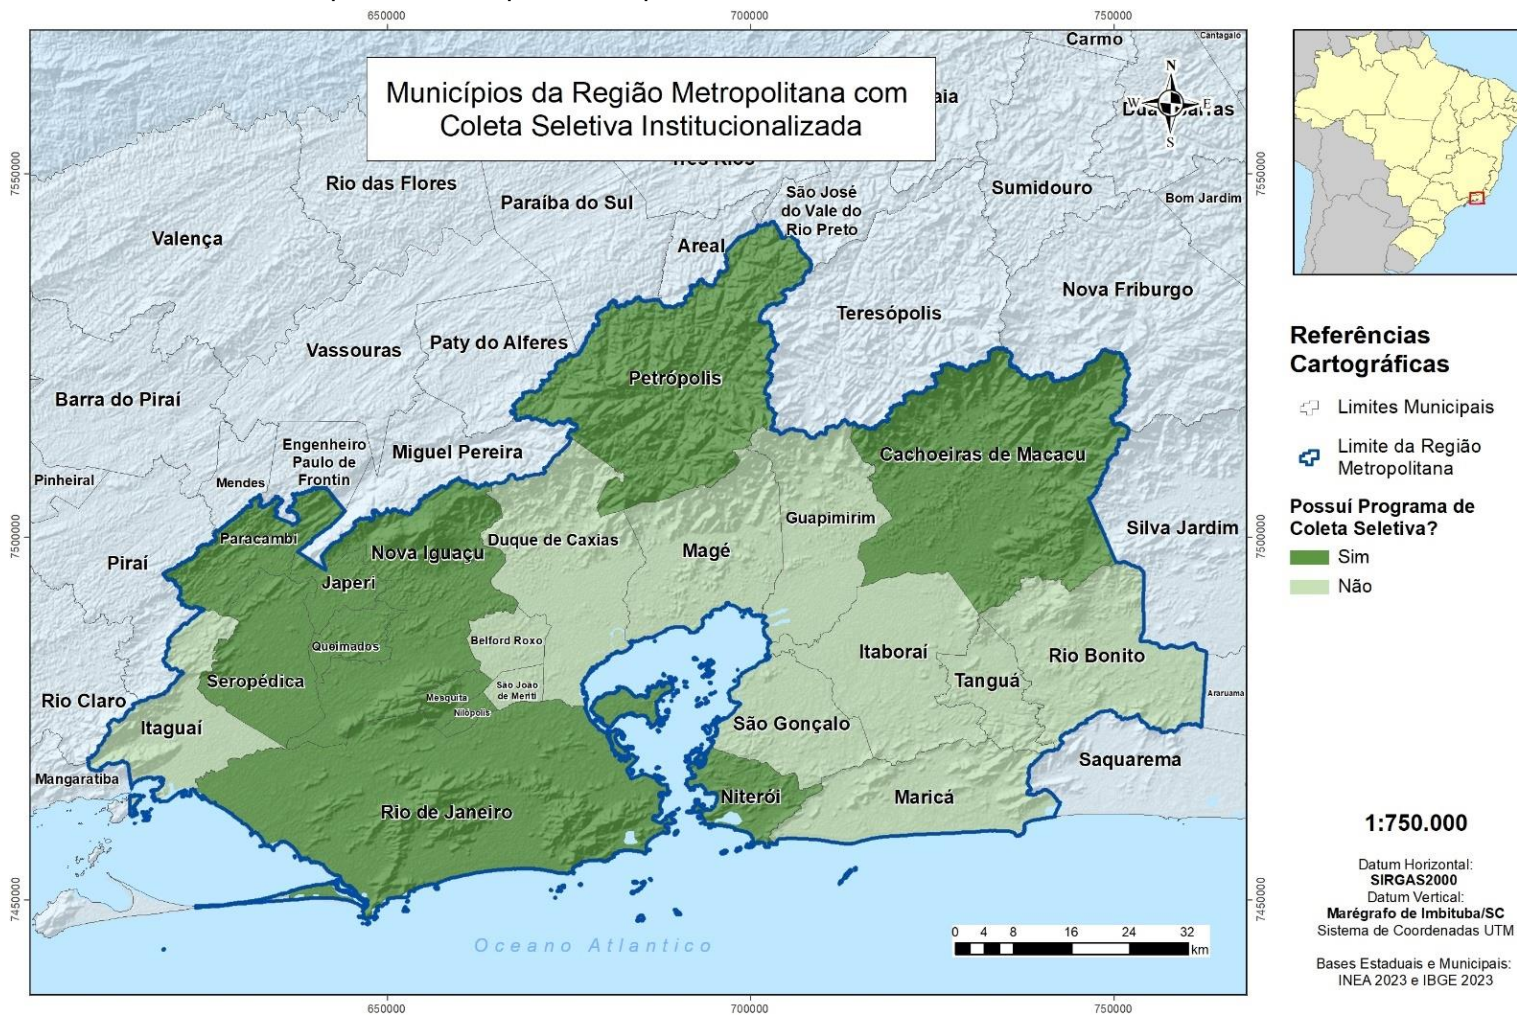 650000
700000
750000
Carmo
Cantagalo
Municípios da Região Metropolitana com
Coleta Seletiva Institucionalizada
N
W
E
S
7550000
7550000
Rio das Flores
Paraíba do Sul
São José
do Vale do
Rio Preto
Sumidouro
Bom Jardim
Valença
Areal
Nova Friburgo
Teresópolis
Vassouras
Paty do Alferes
Petrópolis
Barra do Piraí
Engenheiro
Paulo de
Frontin
Miguel Pereira
Cachoeiras de Macacu
Pinheiral
Mendes
Guapimirim
Silva Jardim
7500000
7500000
Paracambi
Nova Iguaçu
Duque de Caxias
Magé
Piraí
Japeri
Queimados
Belford Roxo
Itaboraí
Rio Bonito
Seropédica
Tanguá
São João
de Meriti
Mesquita
Nilópolis
Rio Claro
Araruama
Itaguaí
São Gonçalo
Saquarema
Mangaratiba
Rio de Janeiro
Niterói
Maricá
7450000
7450000
Oceano Atlantico
0 4 8 16 24 32
km
650000
700000
750000
Referências
Cartográficas
Limites Municipais
Limite da Região
Metropolitana
Possuí Programa de
Coleta Seletiva?
Sim
Não
1:750.000
Datum Horizontal:
SIRGAS2000
Datum Vertical:
Marégrafo de Imbituba/SC
Sistema de Coordenadas UTM
Bases Estaduais e Municipais:
INEA 2023 e IBGE 2023